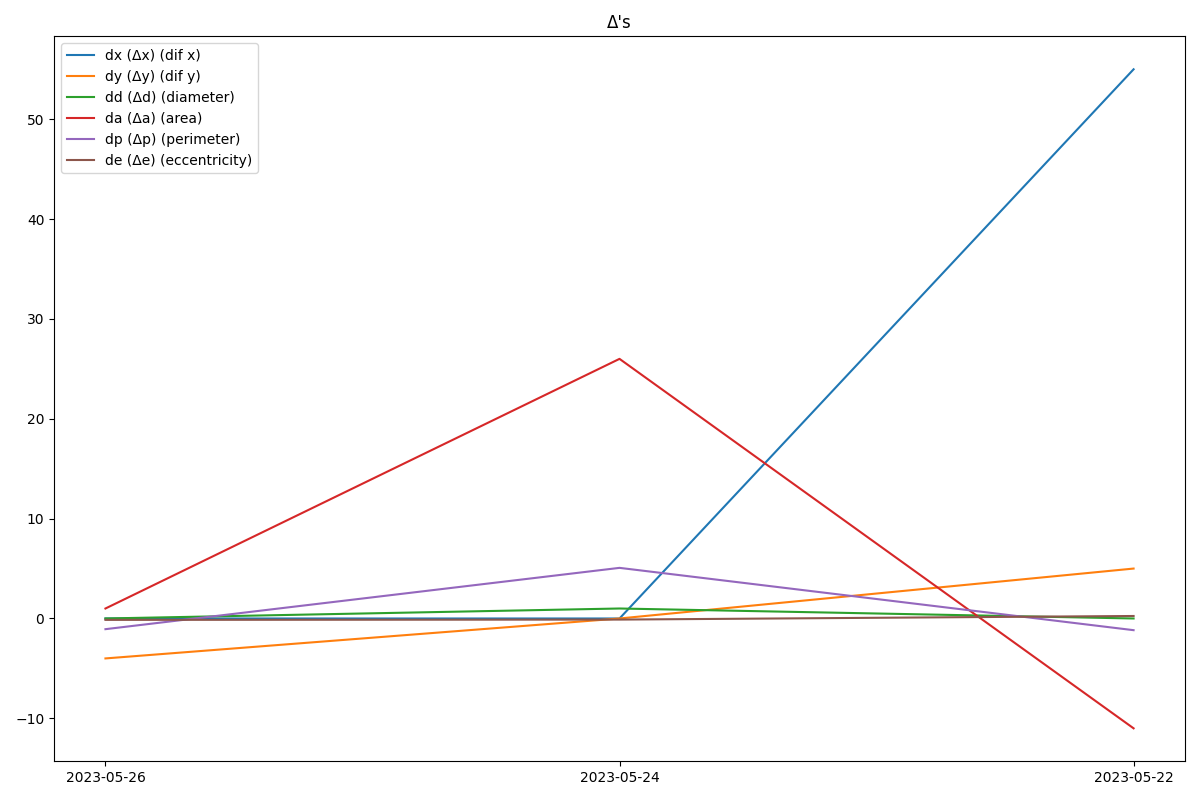 Δ's
dx (Δx) (dif x)
dy (Δy) (dif y)
dd (Δd) (diameter)
da (Δa) (area)
dp (Δp) (perimeter)
de (Δe) (eccentricity)
50
40
30
20
10
0
−10
2023-05-26 2023-05-24 2023-05-22